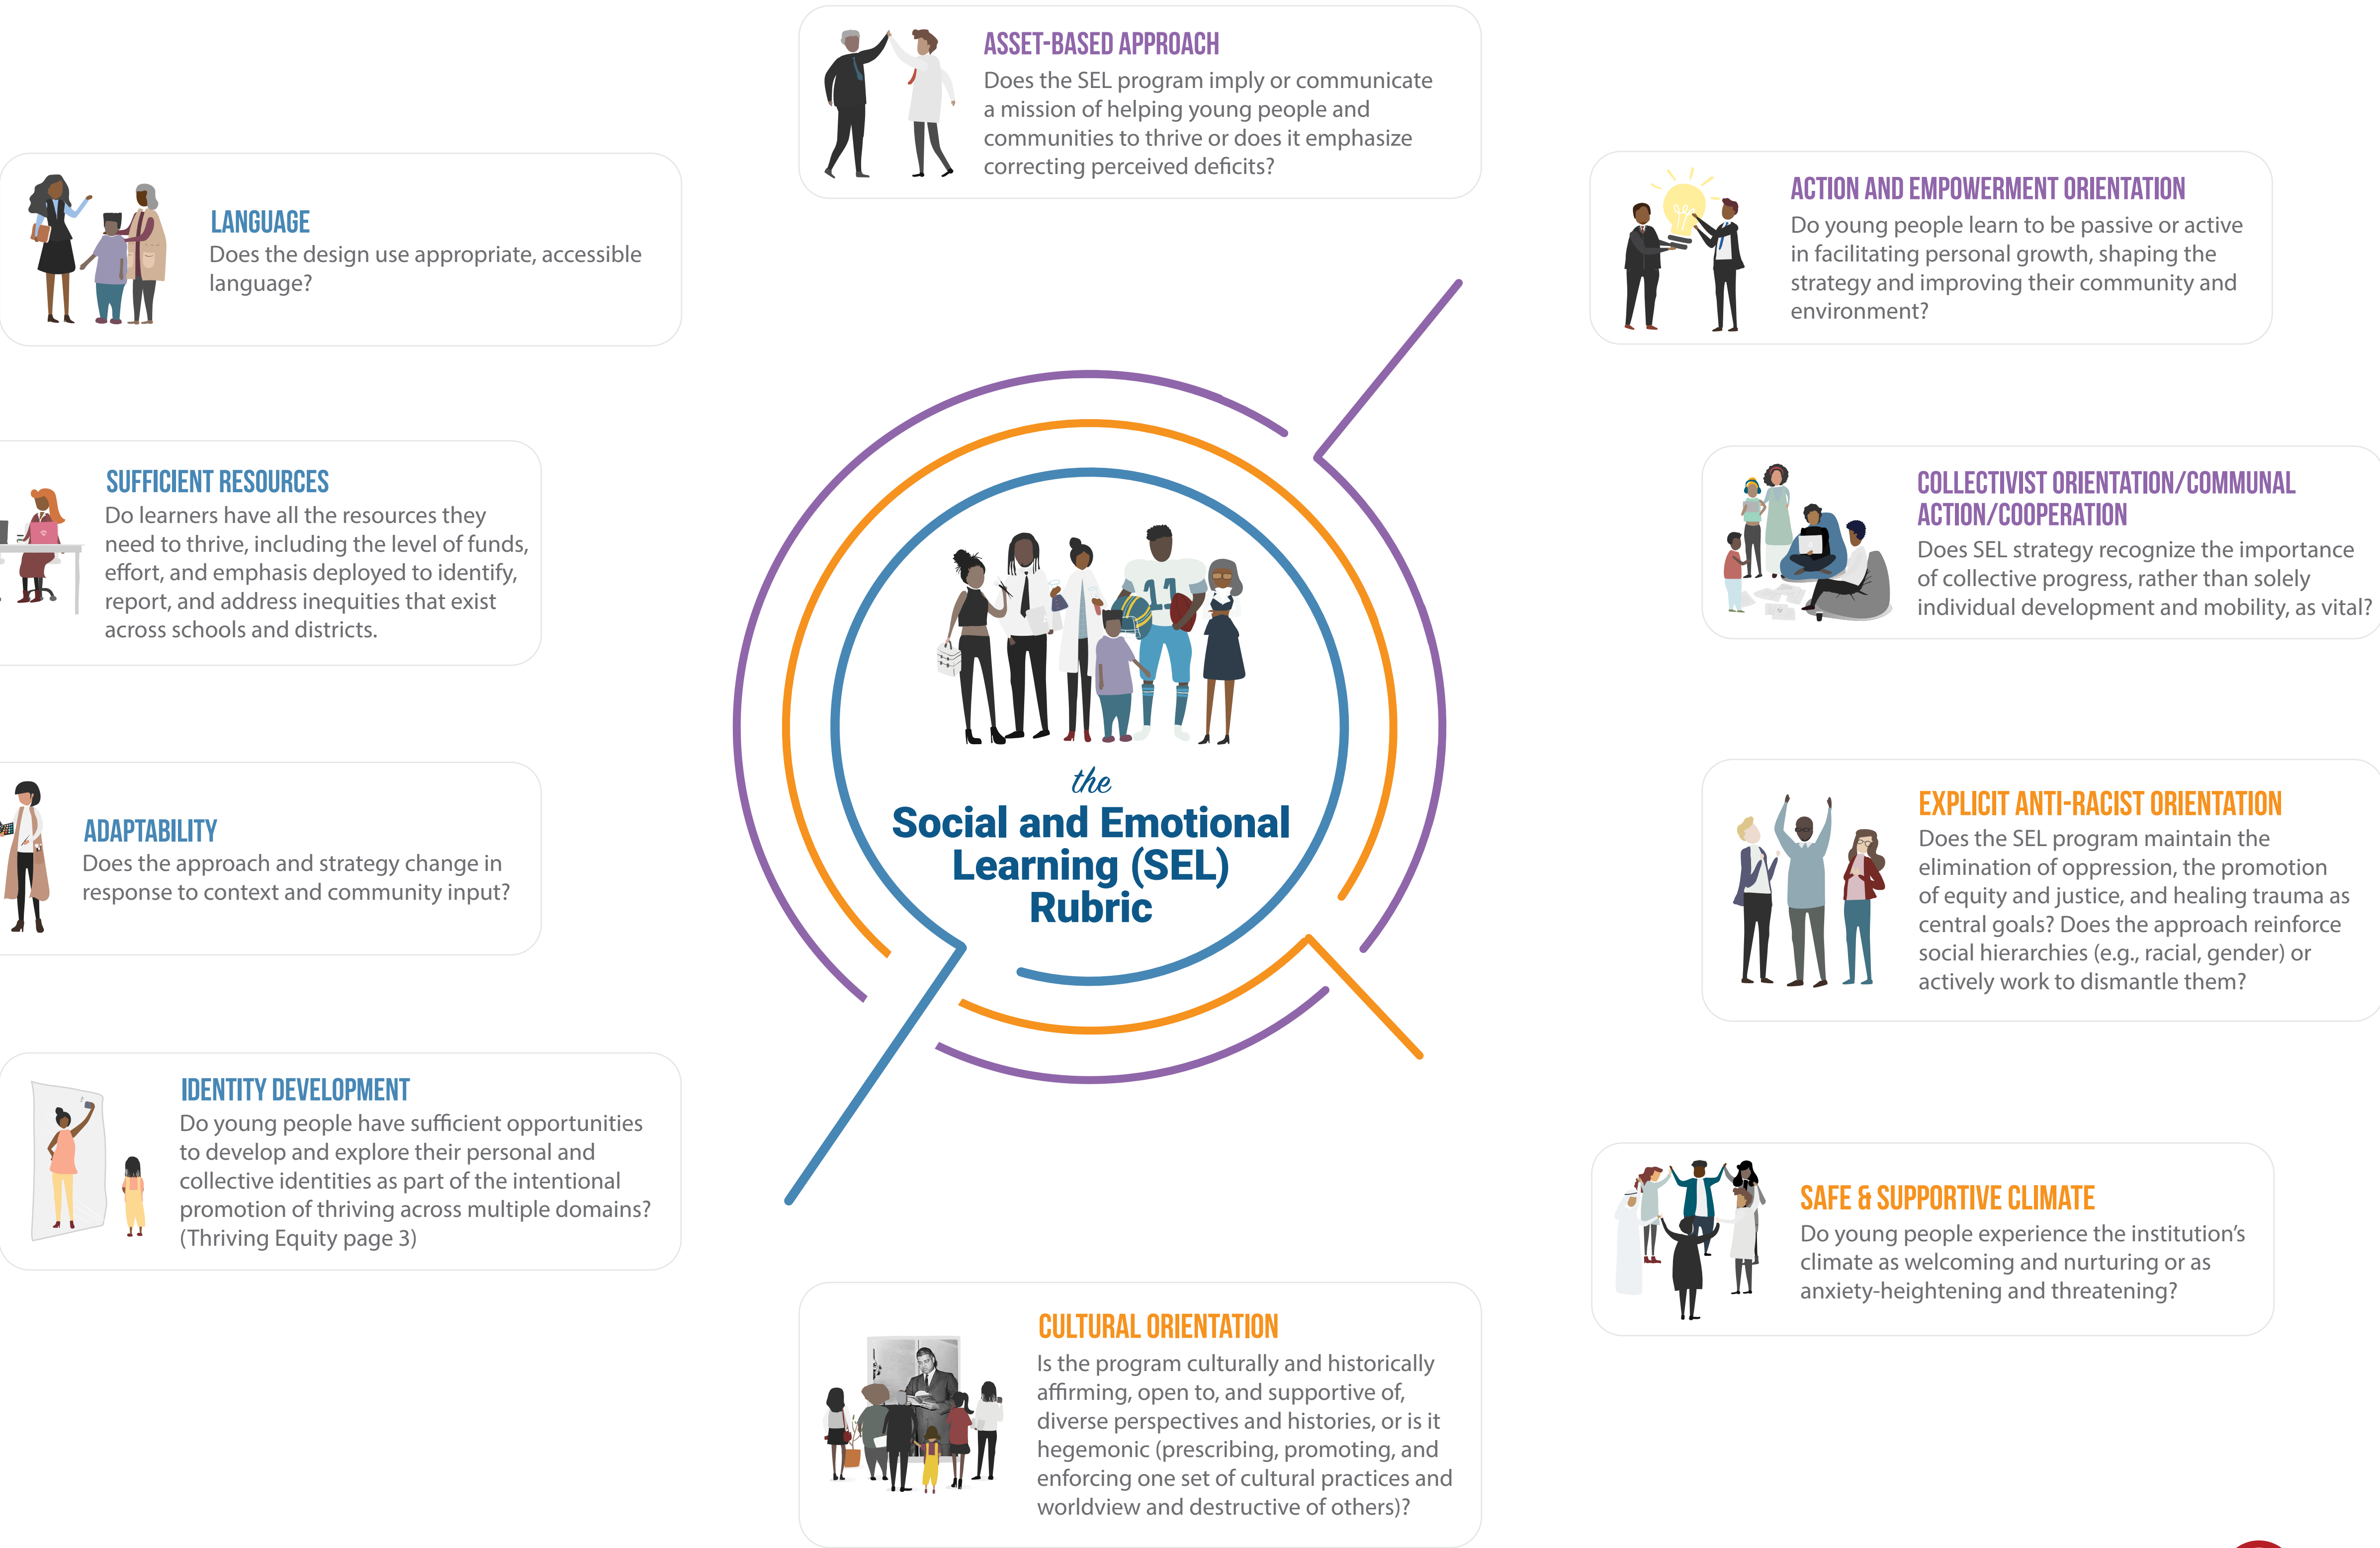 ASSET-BASED APPROACH
Does the SEL program imply or communicate
a mission of helping young people and
communities to thrive or does it emphasize
correcting perceived deficits?
LANGUAGE
Does the design use appropriate, accessible
language?
ACTION AND EMPOWERMENT ORIENTATION
Do young people learn to be passive or active
in facilitating personal growth, shaping the
strategy and improving their community and
environment?
SUFFICIENT RESOURCES
Do learners have all the resources they
need to thrive, including the level of funds,
effort, and emphasis deployed to identify,
report, and address inequities that exist
across schools and districts.
COLLECTIVIST ORIENTATION/COMMUNAL
ACTION/COOPERATION
Does SEL strategy recognize the importance
of collective progress, rather than solely
individual development and mobility, as vital?
11
the
Social and Emotional
Learning (SEL)
Rubric
ADAPTABILITY
Does the approach and strategy change in
response to context and community input?
EXPLICIT ANTI-RACIST ORIENTATION
Does the SEL program maintain the
elimination of oppression, the promotion
of equity and justice, and healing trauma as
central goals? Does the approach reinforce
social hierarchies (e.g., racial, gender) or
actively work to dismantle them?
IDENTITY DEVELOPMENT
Do young people have sufficient opportunities
to develop and explore their personal and
collective identities as part of the intentional
promotion of thriving across multiple domains?
(Thriving Equity page 3)
SAFE & SUPPORTIVE CLIMATE
Do young people experience the institution’s
climate as welcoming and nurturing or as
anxiety-heightening and threatening?
CULTURAL ORIENTATION
Is the program culturally and historically
affirming, open to, and supportive of,
diverse perspectives and histories, or is it
hegemonic (prescribing, promoting, and
enforcing one set of cultural practices and
worldview and destructive of others)?